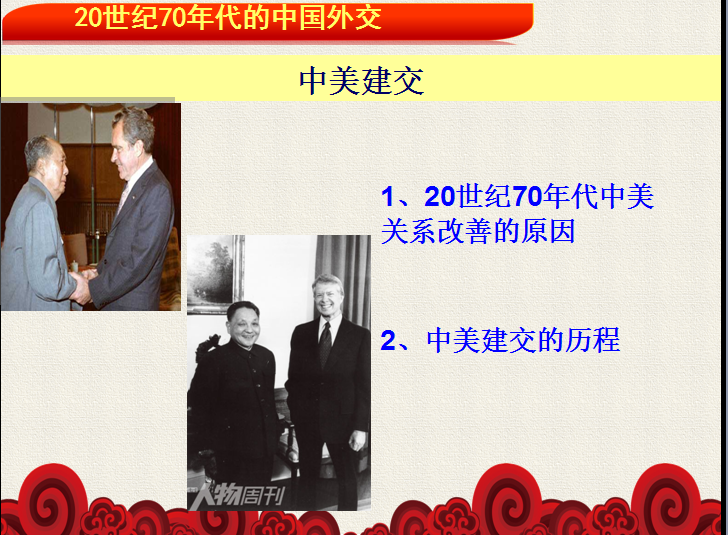 20世纪70年代的中国外交
中美建交
1、20世纪70年代中美
关系改善的原因
2、中美建交的历程
人物周刊